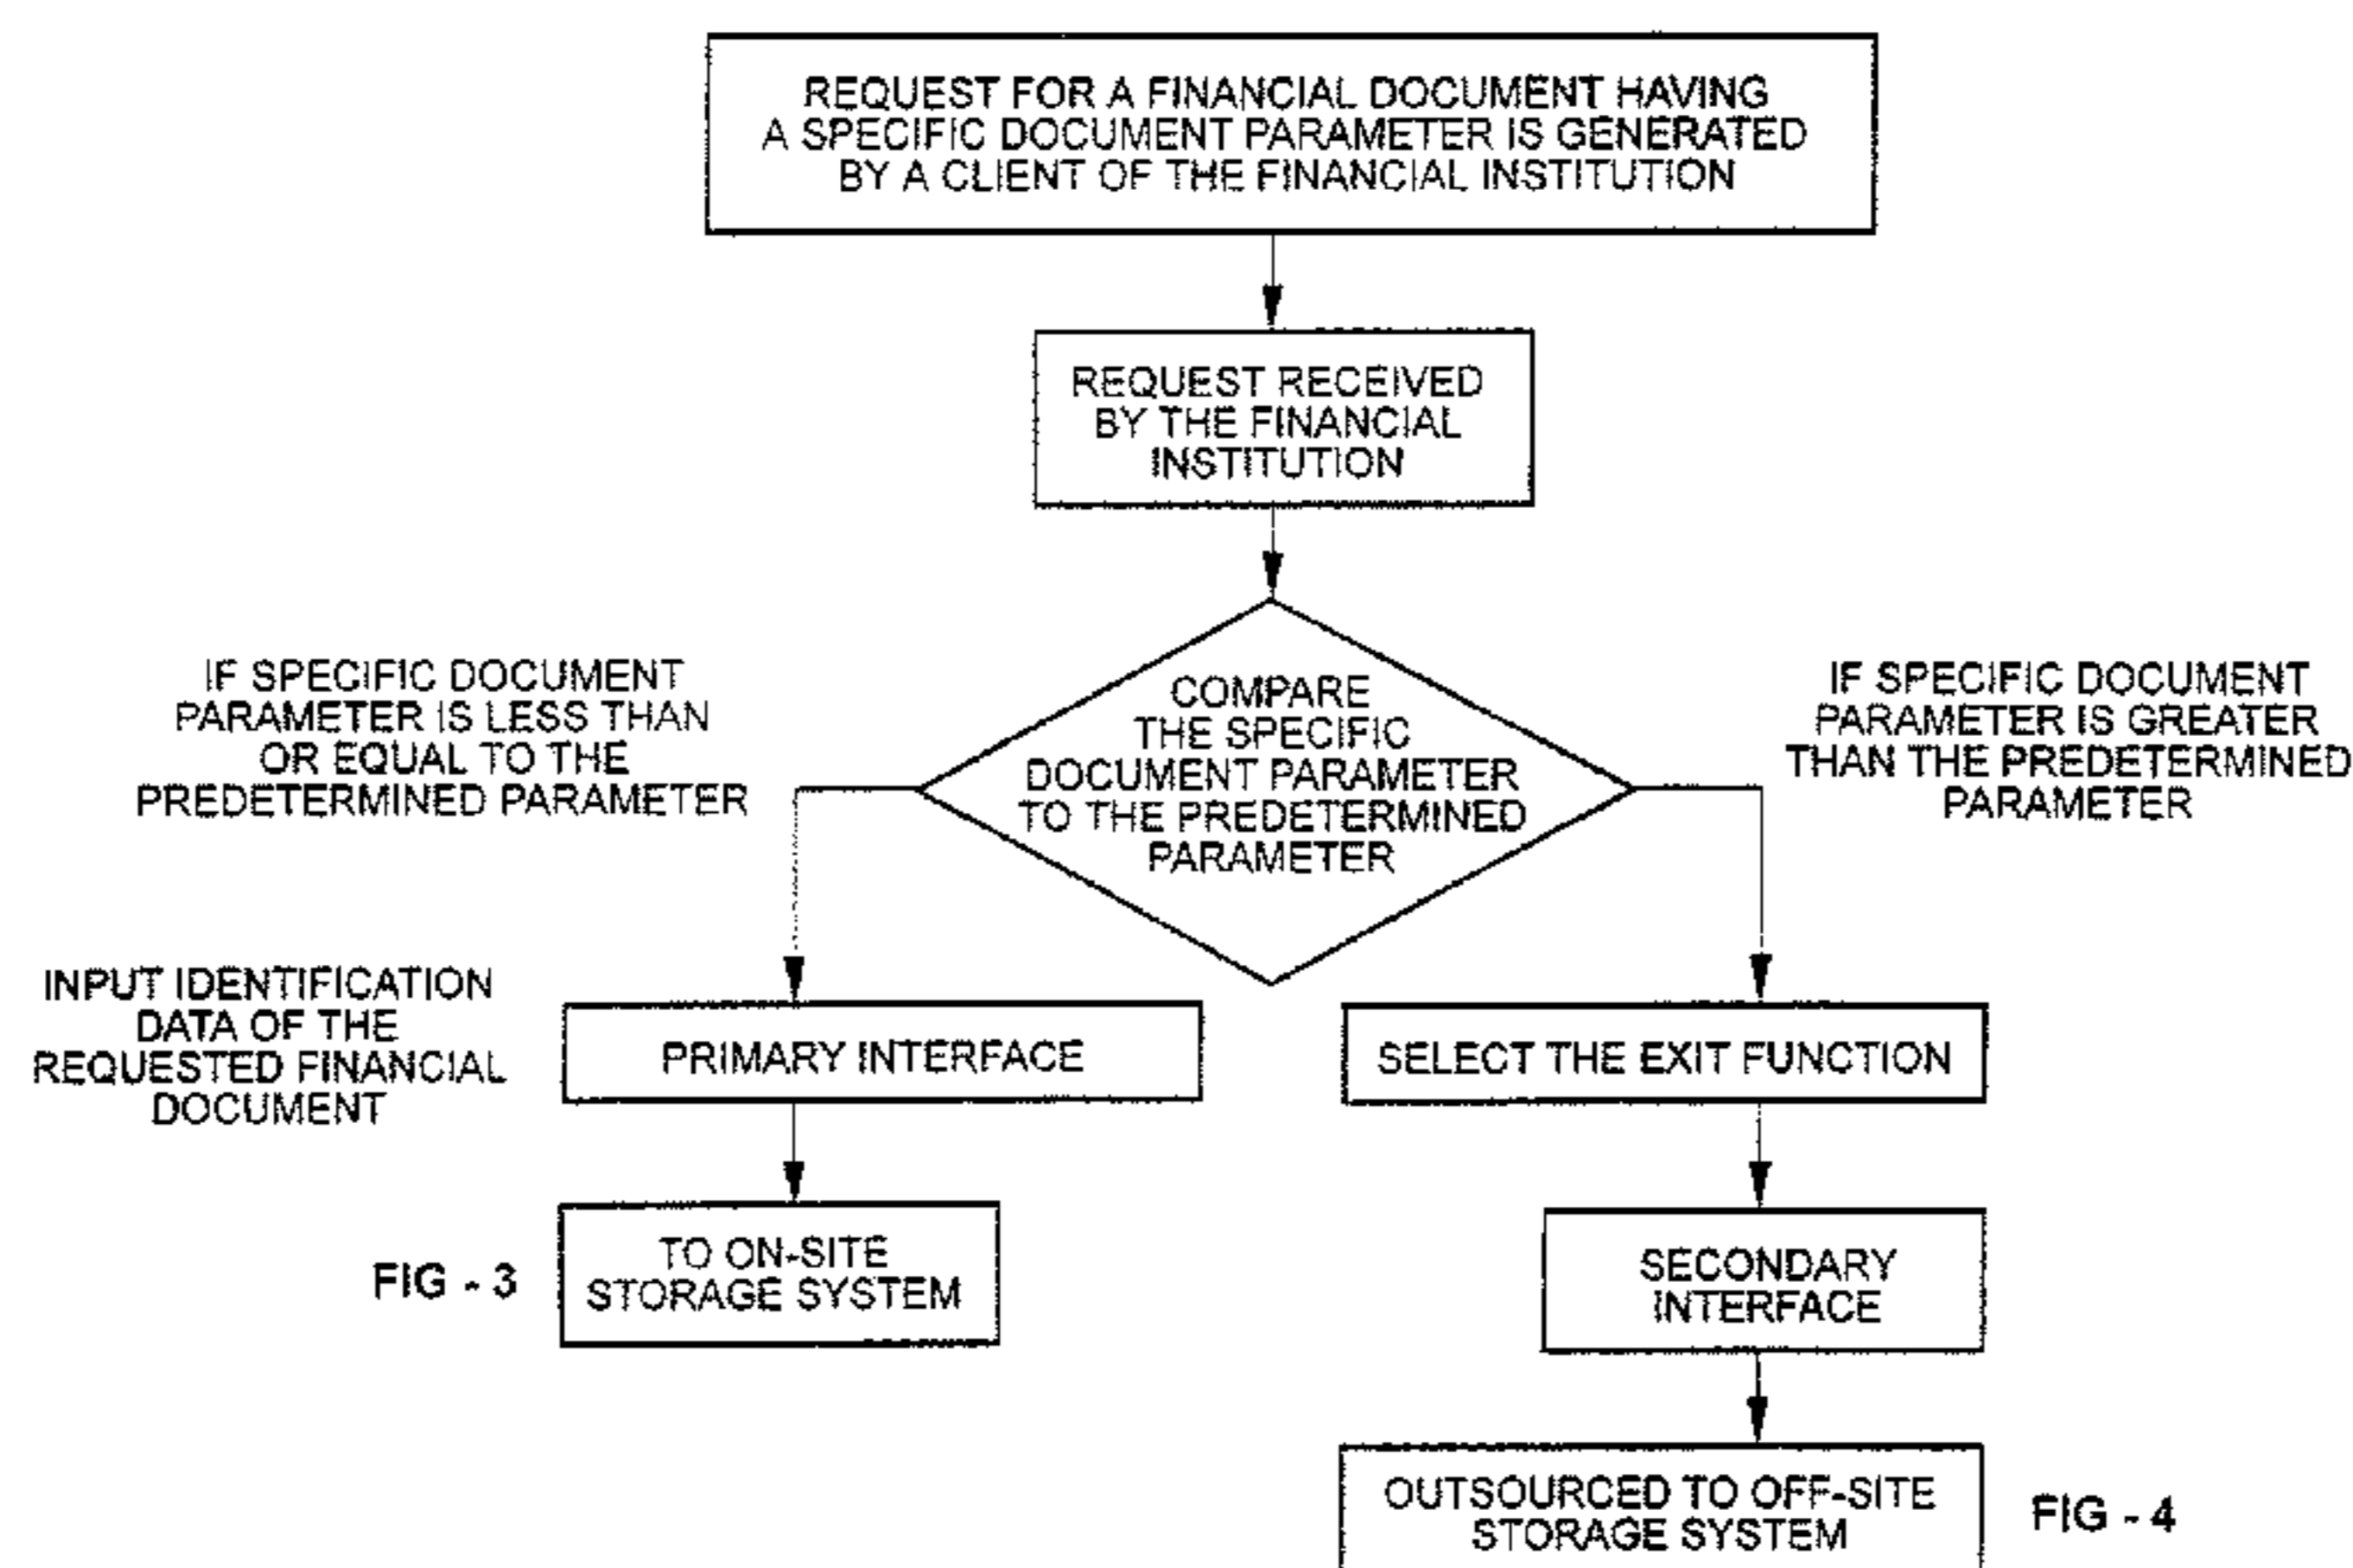 REQUEST FOR A FINANCIAL DOCUMENT HAVING
A SPECIFIC DOCUMENT PARAMETER IS GENERATED
BY A CLIENT OF THE FINANCIAL INSTITUTION
REQUEST RECEIVED
BY THE FINANCIAL
INSTITUTION
IF SPECIFIC DOCUMENT
PARAMETER IS LESS THAN
OR EQUAL TO THE
PREDETERMINED PARAMETER
COMPARE
THE SPECIFIC
DOCUMENT PARAMETER
TO THE PREDETERMINED
PARAMETER
IF SPECIFIC DOCUMENT
PARAMETER IS GREATER
THAN THE PREDETERMINED
PARAMETER
INPUT IDENTIFICATION
DATA OF THE
REQUESTED FINANCIAL
DOCUMENT
PRIMARY INTERFACE
SELECT THE EXIT FUNCTION
FIG - 3
TO ON-SITE
STORAGE SYSTEM
SECONDARY
INTERFACE
OUTSOURCED TO OFF-SITE
STORAGE SYSTEM
FIG - 4